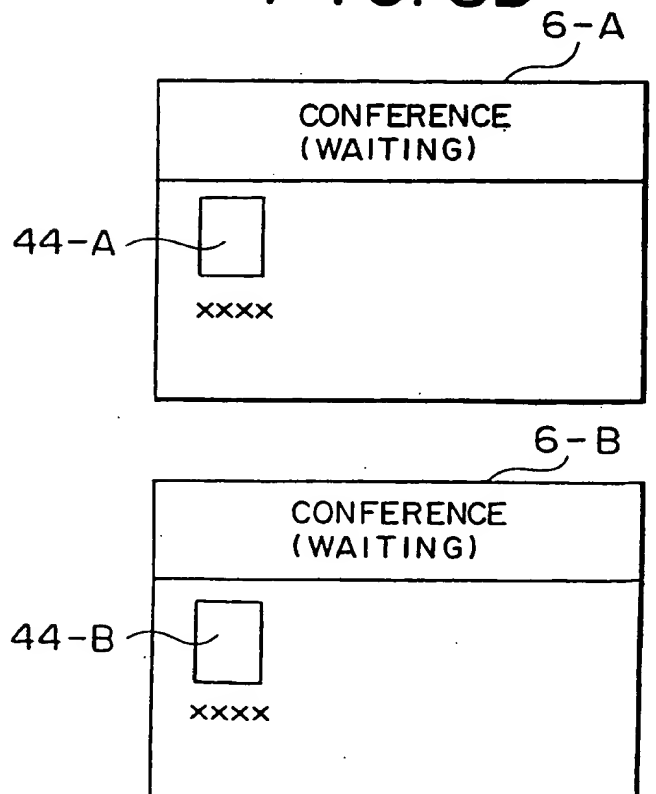 6-A
CONFERENCE
(WAITING)
44-A
xxxx
6-B
CONFERENCE
(WAITING)
44-B
xxxx